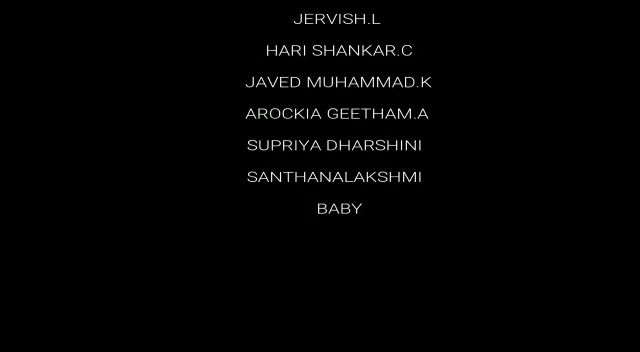 JERVISH.L
HARI SHANKAR.C
JAVED MUHAMMAD.K
AROCKIA GEETHAM.A
SUPRIYA DHARSHINI
SANTHANALAKSHMI
BABY